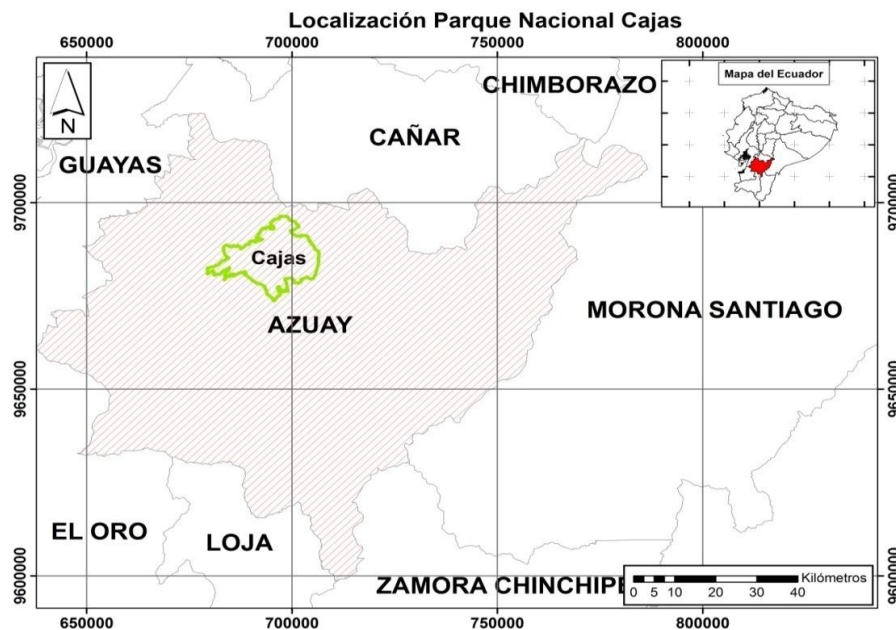 Localización Parque Nacional Cajas
650000 700000 750000 800000
N
Mapa del Ecuador
CHIMBORAZO
CAÑAR
GUAYAS
9700000 9700000
Cajas
AZUAY
MORONA SANTIAGO
9650000 9650000
EL ORO
LOJA
ZAMORA CHINCHIPE
Kilómetros
0 5 10 20 30 40
9600000 9600000
650000 700000 750000 800000